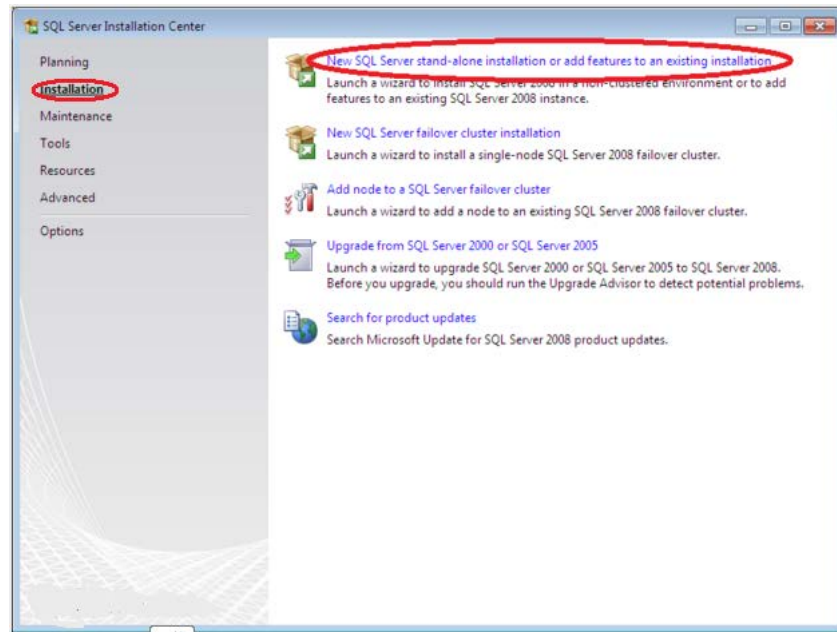 SQL Server Installation Center
Planning
Installation
Maintenance
Tools
Resources
Advanced
Options
New SQL Server stand-alone installation or add features to an existing installation
Launch a wizard to install SQL Server 2008 in a non-clustered environment or to add
features to an existing SQL Server 2008 instance.
New SQL Server failover cluster installation
Launch a wizard to install a single-node SQL Server 2008 failover cluster.
Add node to a SQL Server failover cluster
Launch a wizard to add a node to an existing SQL Server 2008 failover cluster.
Upgrade from SQL Server 2000 or SQL Server 2005
Launch a wizard to upgrade SQL Server 2000 or SQL Server 2005 to SQL Server 2008.
Before you upgrade, you should run the Upgrade Advisor to detect potential problems.
Search for product updates
Search Microsoft Update for SQL Server 2008 product updates.